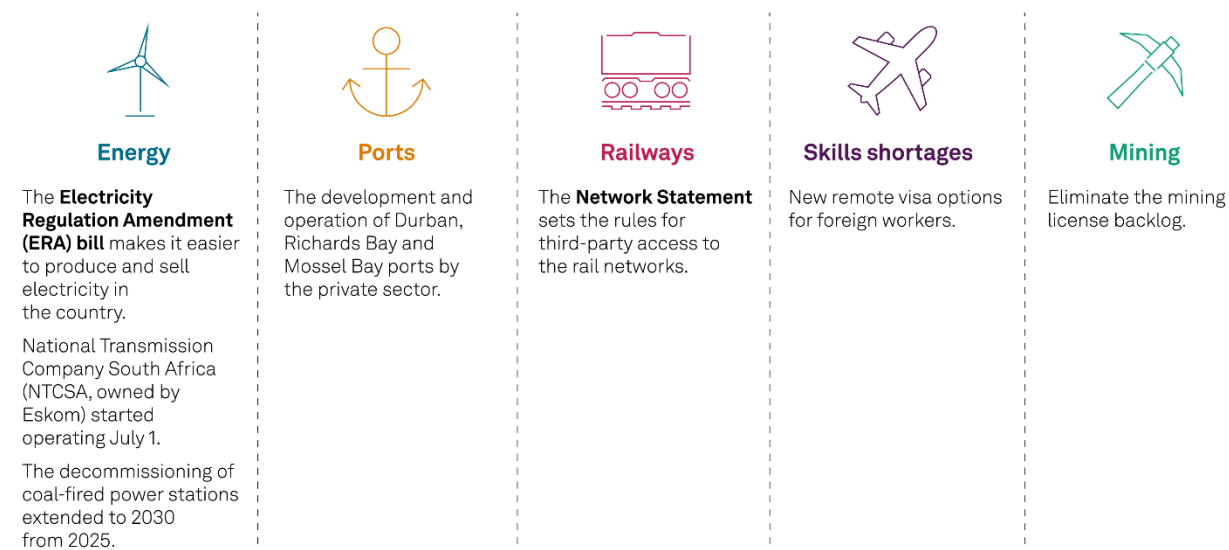 Energy
The Electricity
Regulation Amendment
(ERA) bill makes it easier
to produce and sell
electricity in
the country.
National Transmission
Company South Africa
(NTCSA, owned by
Eskom) started
operating July 1.
The decommissioning of
coal-fired power stations
extended to 2030
from 2025.
Ports
The development and
operation of Durban,
Richards Bay and
Mossel Bay ports by
the private sector.
Railways
The Network Statement
sets the rules for
third-party access to
the rail networks.
Skills shortages
New remote visa options
for foreign workers.
Mining
Eliminate the mining
license backlog.